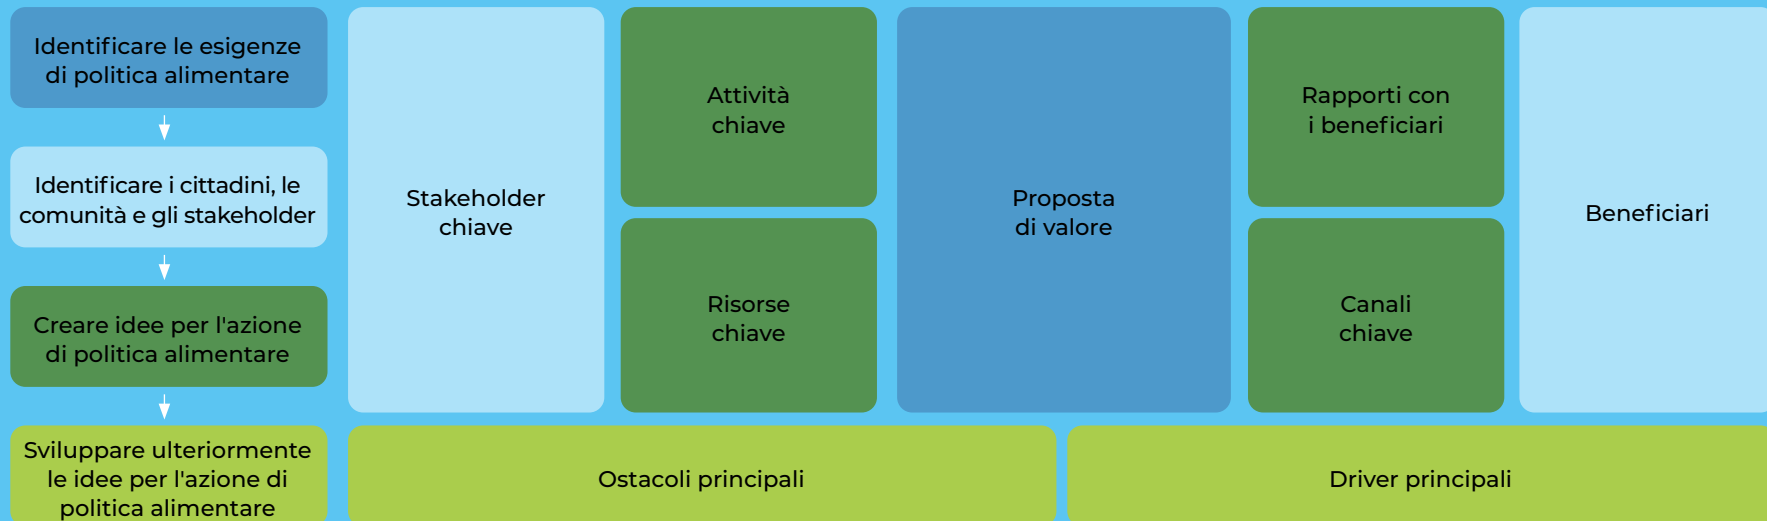 Identificare le esigenze
di politica alimentare
Identificare i cittadini, le
comunità e gli stakeholder
Creare idee per l'azione
di politica alimentare
Sviluppare ulteriormente
le idee per l'azione di
politica alimentare
Stakeholder
chiave
Attività
chiave
Risorse
chiave
Proposta
di valore
Rapporti con
i beneficiari
Canali
chiave
Beneficiari
Ostacoli principali
Driver principali